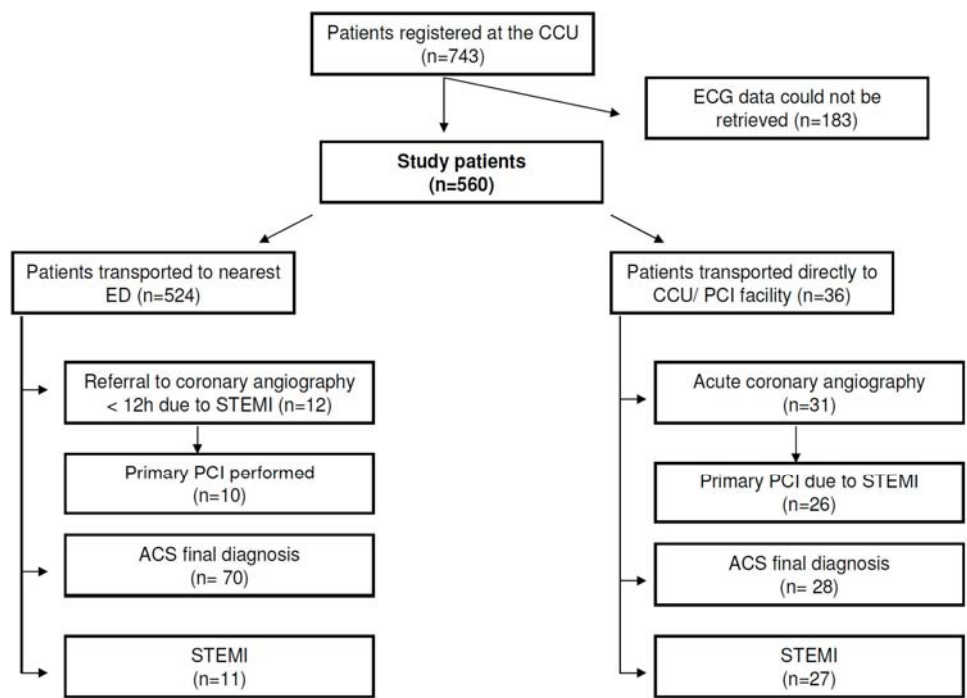 Patients registered at the CCU
(n=743)
ECG data could not be
retrieved (n=183)
Study patients
(n=560)
Patients transported to nearest
ED (n=524)
Patients transported directly to
CCU/ PCI facility (n=36)
Referral to coronary angiography
< 12h due to STEMI (n=12)
Acute coronary angiography
(n=31)
Primary PCI performed
(n=10)
Primary PCI due to STEMI
(n=26)
ACS final diagnosis
(n= 70)
ACS final diagnosis
(n= 28)
STEMI
(n=11)
STEMI
(n=27)